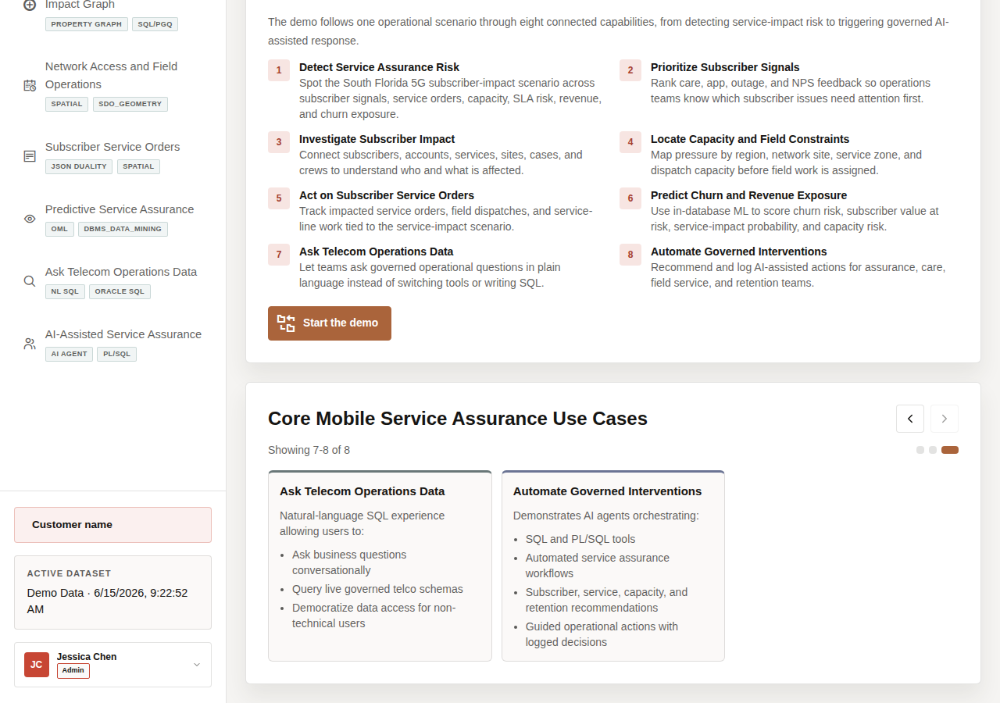 Impact Graph
PROPERTY GRAPH SQL/PGQ
Network Access and Field
Operations
SPATIAL SDO_GEOMETRY
Subscriber Service Orders
JSON DUALITY SPATIAL
Predictive Service Assurance
OML DBMS_DATA_MINING
Ask Telecom Operations Data
NL SQL ORACLE SQL
AI-Assisted Service Assurance
AI AGENT PL/SQL
Customer name
ACTIVE DATASET
Demo Data · 6/15/2026, 9:22:52
AM
JC
Jessica Chen
Admin
The demo follows one operational scenario through eight connected capabilities, from detecting service-impact risk to triggering governed AI-
assisted response.
1
Detect Service Assurance Risk
Spot the South Florida 5G subscriber-impact scenario across
subscriber signals, service orders, capacity, SLA risk, revenue,
and churn exposure.
2
Prioritize Subscriber Signals
Rank care, app, outage, and NPS feedback so operations
teams know which subscriber issues need attention first.
3
Investigate Subscriber Impact
Connect subscribers, accounts, services, sites, cases, and
crews to understand who and what is affected.
4
Locate Capacity and Field Constraints
Map pressure by region, network site, service zone, and
dispatch capacity before field work is assigned.
5
Act on Subscriber Service Orders
Track impacted service orders, field dispatches, and service-
line work tied to the service-impact scenario.
6
Predict Churn and Revenue Exposure
Use in-database ML to score churn risk, subscriber value at
risk, service-impact probability, and capacity risk.
7
Ask Telecom Operations Data
Let teams ask governed operational questions in plain
language instead of switching tools or writing SQL.
8
Automate Governed Interventions
Recommend and log AI-assisted actions for assurance, care,
field service, and retention teams.
Start the demo
Core Mobile Service Assurance Use Cases
Showing 7-8 of 8
Ask Telecom Operations Data
Natural-language SQL experience
allowing users to:
• Ask business questions
conversationally
• Query live governed telco schemas
• Democratize data access for non-
technical users
Automate Governed Interventions
Demonstrates AI agents orchestrating:
• SQL and PL/SQL tools
• Automated service assurance
workflows
• Subscriber, service, capacity, and
retention recommendations
• Guided operational actions with
logged decisions